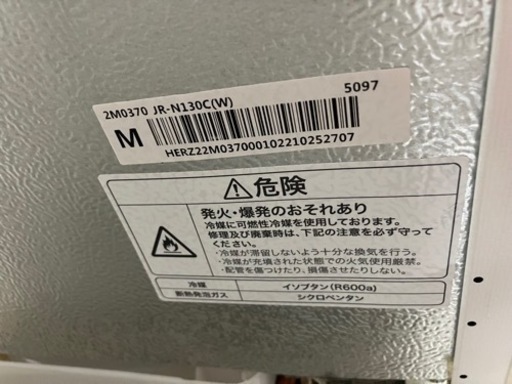 2M0370 JR-N130C(W)
5097
M
HERZ22M037000102210252707
危険
発火・爆発のおそれあり
冷媒に可燃性冷媒を使用しております。
修理及び廃棄時は、下記の注意を必ず守って
ください。
・冷媒が滞留しないよう十分な換気を行う。
・冷媒が充填された状態での火気使用厳禁。
・配管を傷つけたり、損傷させたりしない。
冷媒 イソブタン(R600a)
断熱発泡ガス シクロペンタン